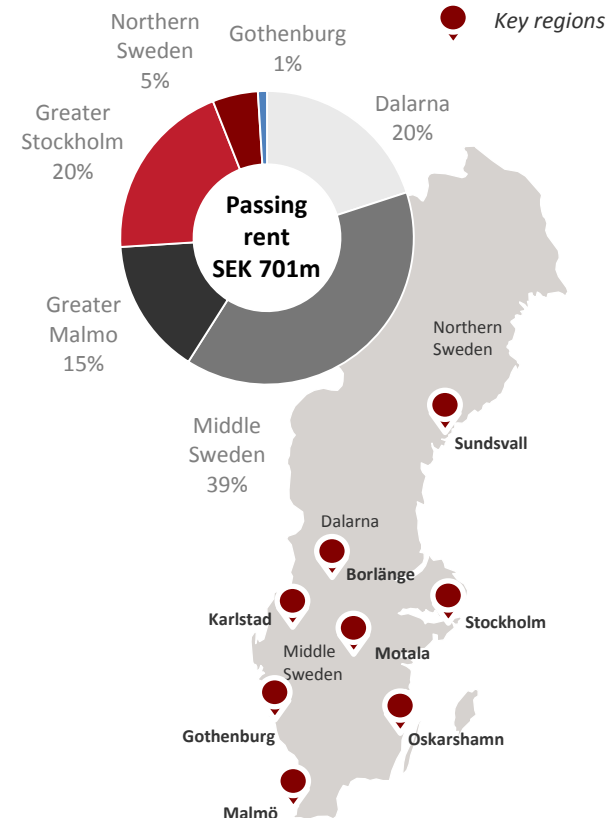 Key regions
Northern
Sweden
5%
Gothenburg
1%
Dalarna
20%
Greater
Stockholm
20%
Passing
rent
SEK 701m
Greater
Malmo
15%
Middle
Sweden
39%
Northern
Sweden
Sundsvall
Dalarna
Borlänge
Karlstad
Stockholm
Middle
Sweden
Motala
Gothenburg
Oskarshamn
Malmö